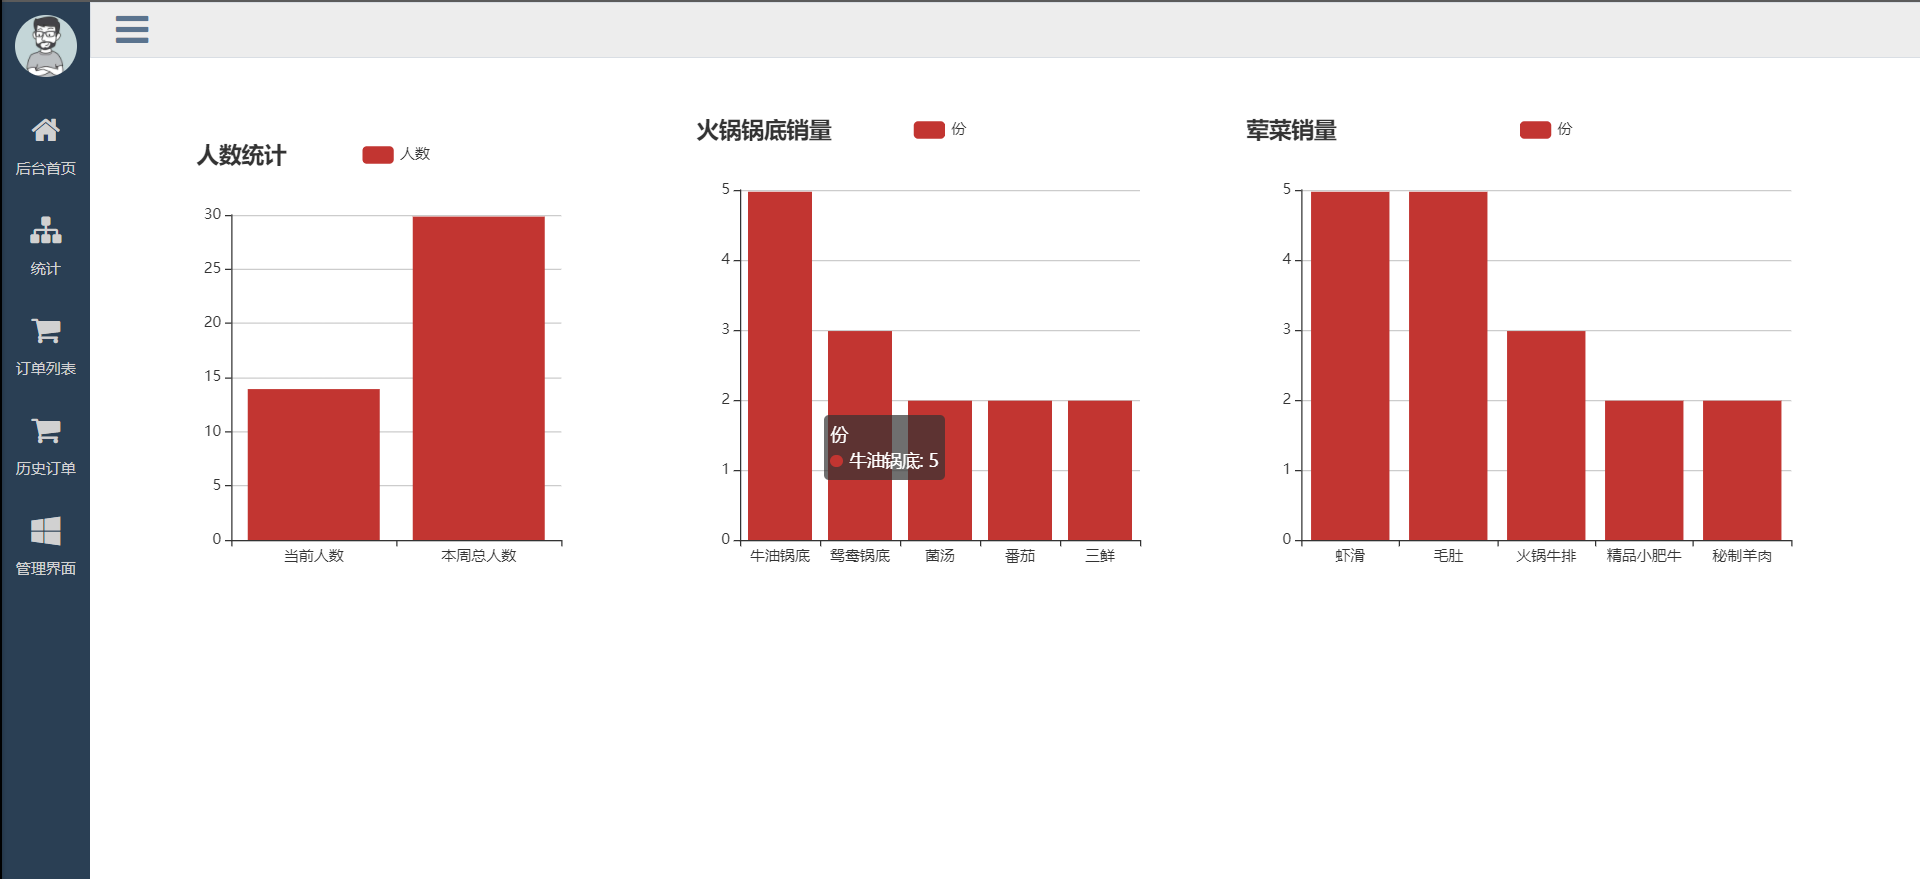 后台首页
统计
订单列表
历史订单
管理界面
人数统计
人数
30
25
20
15
10
5
0
当前人数 本周总人数
火锅锅底销量
份
5
4
3
2
1
0
份
牛油锅底: 5
牛油锅底 鸳鸯锅底 菌汤 番茄 三鲜
荤菜销量
份
5
4
3
2
1
0
虾滑 毛肚 火锅牛排 精品小肥牛 秘制羊肉